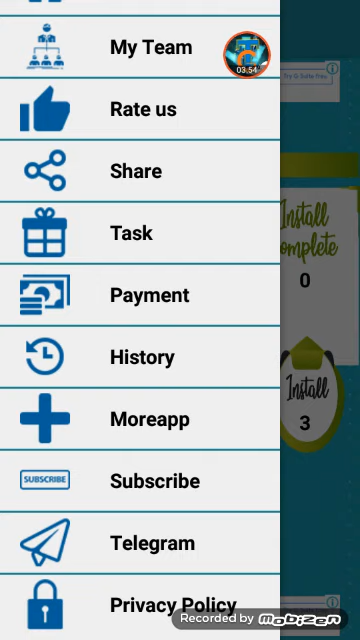 My Team
03:54
Rate us
Share
Task
Install
Complete
0
Payment
History
Install
3
Moreapp
SUBSCRIBE
Subscribe
Telegram
Privacy Policy
Recorded by mobizen